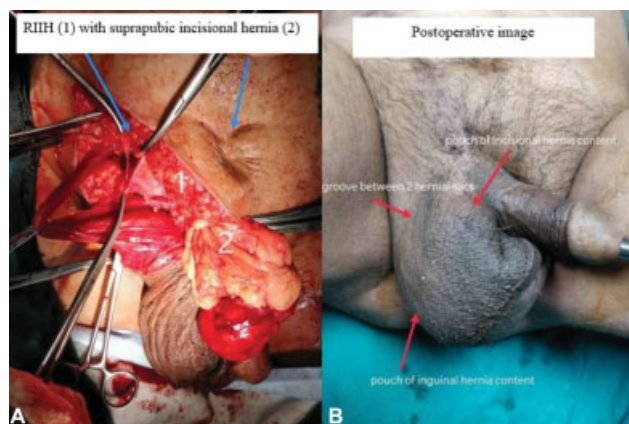 RIIH (1) with suprapubic incisional hernia (2)
1
2
A
Postoperative image
pouch of Incisional hernia content
groove between 2 hernial sacs
pouch of inguinal hernia content
B